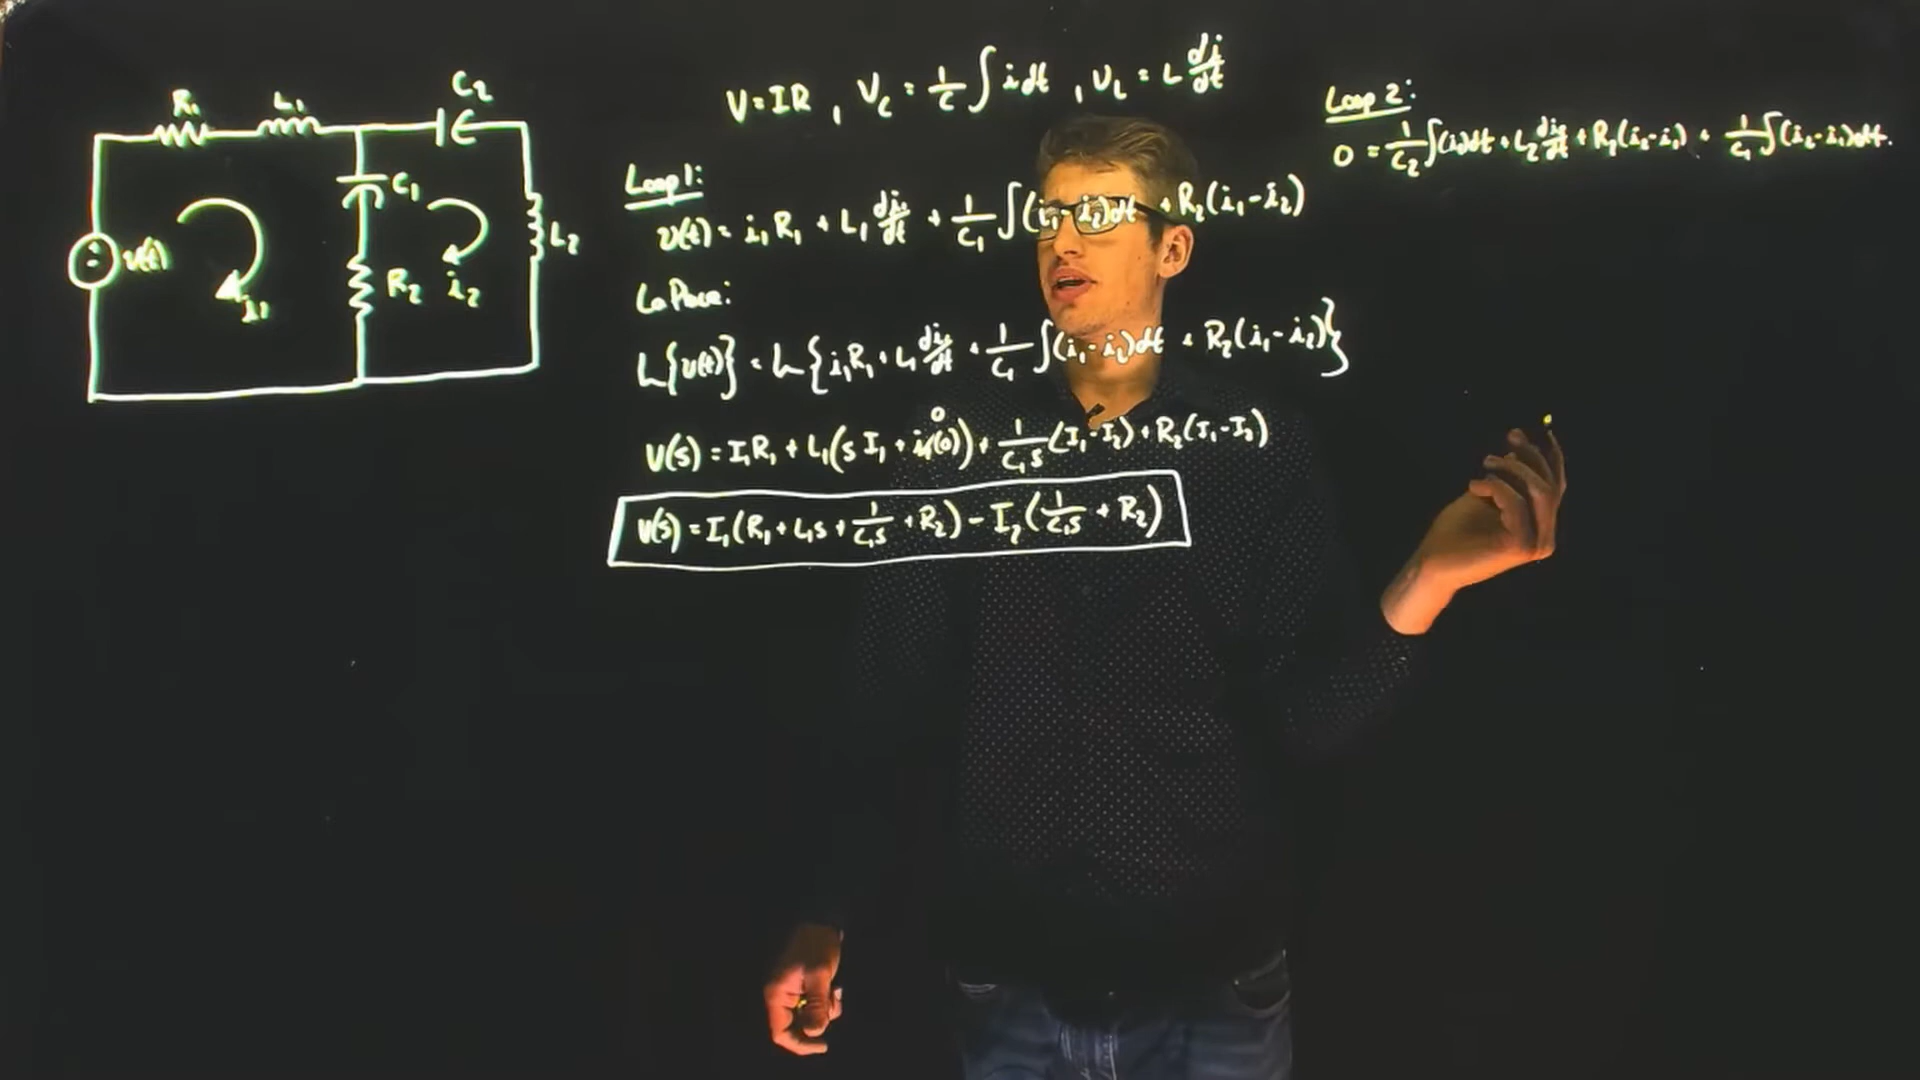 R₁ L₁ C₂
C₁
v(t) i₁ R₂ i₂ L₂
V=IR , V_C = 1/C ∫ i dt , V_L = L di/dt
Loop 1:
v(t) = i₁R₁ + L₁ di₁/dt + 1/C₁ ∫(i₁-i₂)dt + R₂(i₁-i₂)
LaPlace:
L{v(t)} = L{i₁R₁ + L₁ di₁/dt + 1/C₁ ∫(i₁-i₂)dt + R₂(i₁-i₂)}
0
V(s) = I₁R₁ + L₁(s I₁ + i₁(0)) + 1/C₁s (I₁-I₂) + R₂(I₁-I₂)
V(s) = I₁(R₁ + L₁s + 1/C₁s + R₂) - I₂(1/C₁s + R₂)
Loop 2:
0 = 1/C₂ ∫(i₂)dt + L₂ di₂/dt + R₂(i₂-i₁) + 1/C₁ ∫(i₂-i₁)dt.